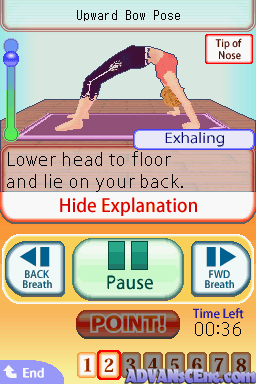 Upward Bow Pose
Tip of
Nose
Exhaling
Lower head to floor
and lie on your back.
Hide Explanation
BACK
Breath
Pause
FWD
Breath
POINT!
Time Left
00:36
End
1 2 3 4 5 6 7 8
ADVANSCEne.com